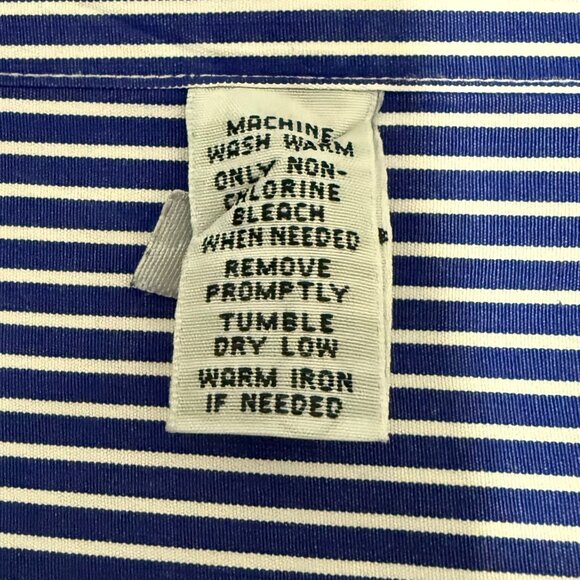 MACHINE
WASH WARM
ONLY NON-
CHLORINE
BLEACH
WHEN NEEDED
REMOVE
PROMPTLY
TUMBLE
DRY LOW
WARM IRON
IF NEEDED